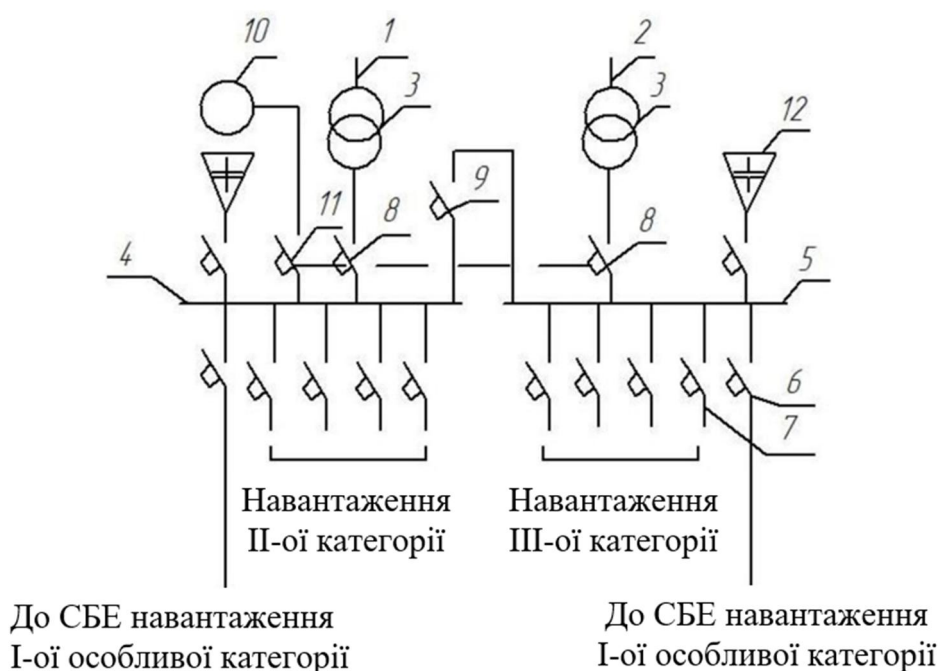 10
1
2
3
3
12
9
11
8
8
4
5
6
7
Навантаження
II-ої категорії
Навантаження
III-ої категорії
До СБЕ навантаження
I-ої особливої категорії
До СБЕ навантаження
I-ої особливої категорії